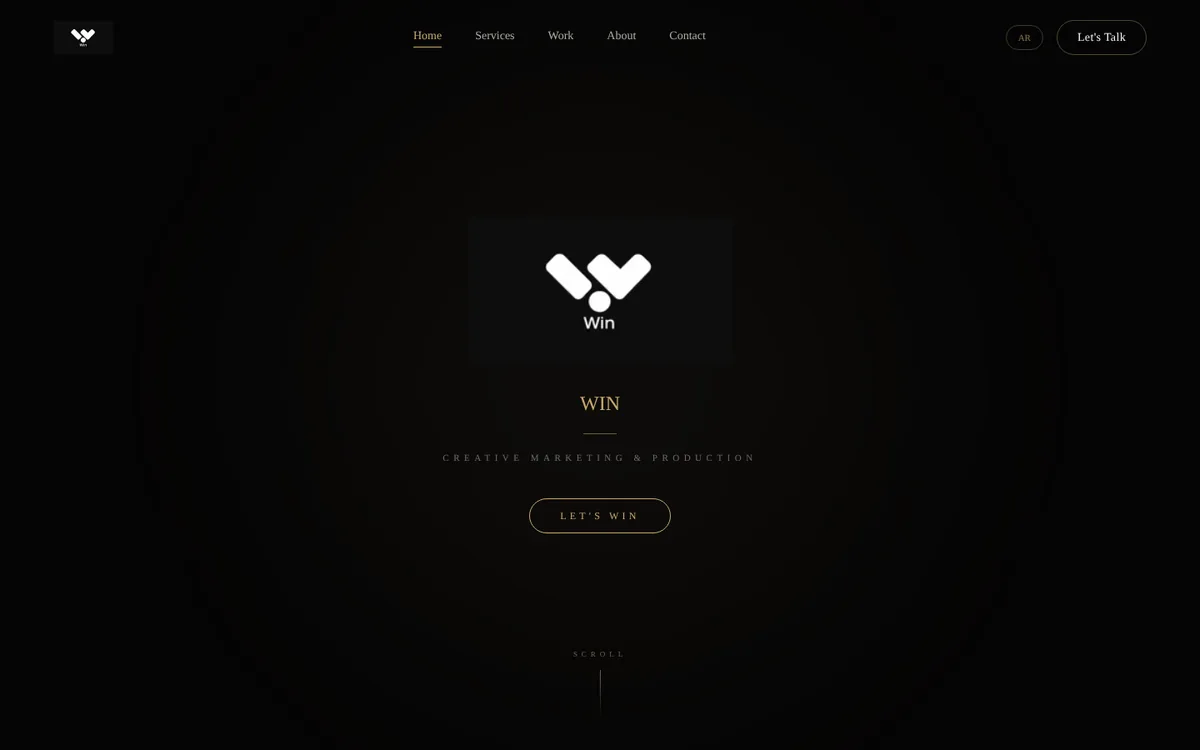 Win
Home
Services
Work
About
Contact
AR
Let's Talk
Win
WIN
CREATIVE MARKETING & PRODUCTION
LET'S WIN
SCROLL